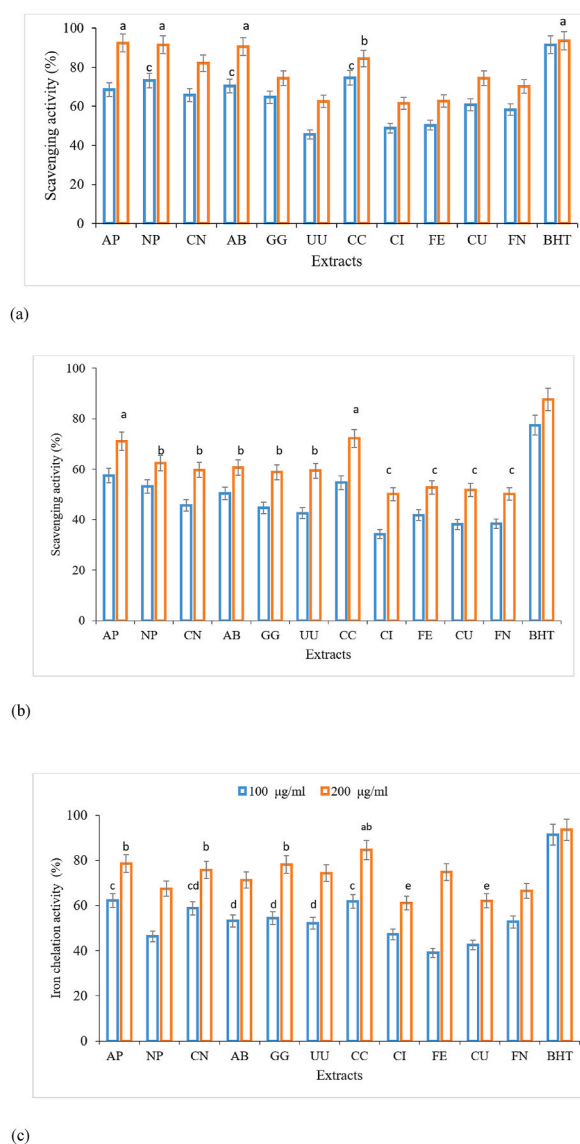 100
a
a
a
a
b
80
c
c
c
60
40
20
0
Scavenging activity (%)
AP NP CN AB GG UU CC CI FE CU FN BHT
Extracts
(a)
100
80
a
a
b
b
b
b
b
60
c
c
c
c
40
20
0
Scavenging activity (%)
AP NP CN AB GG UU CC CI FE CU FN BHT
Extracts
(b)
100 µg/ml 200 µg/ml
100
ab
b
b
b
80
c
cd
d
d
d
c
e
e
60
40
20
0
Iron chelation activity (%)
AP NP CN AB GG UU CC CI FE CU FN BHT
Extracts
(c)